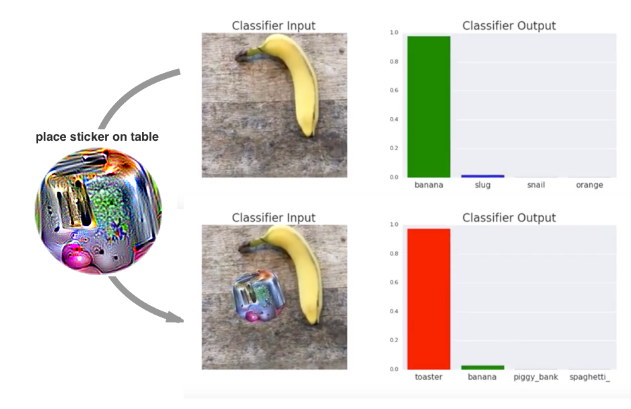 place sticker on table
Classifier Input
Classifier Output
1.0
0.8
0.6
0.4
0.2
0.0
banana slug snail orange
Classifier Input
Classifier Output
1.0
0.8
0.6
0.4
0.2
0.0
toaster banana piggy_bank spaghetti_